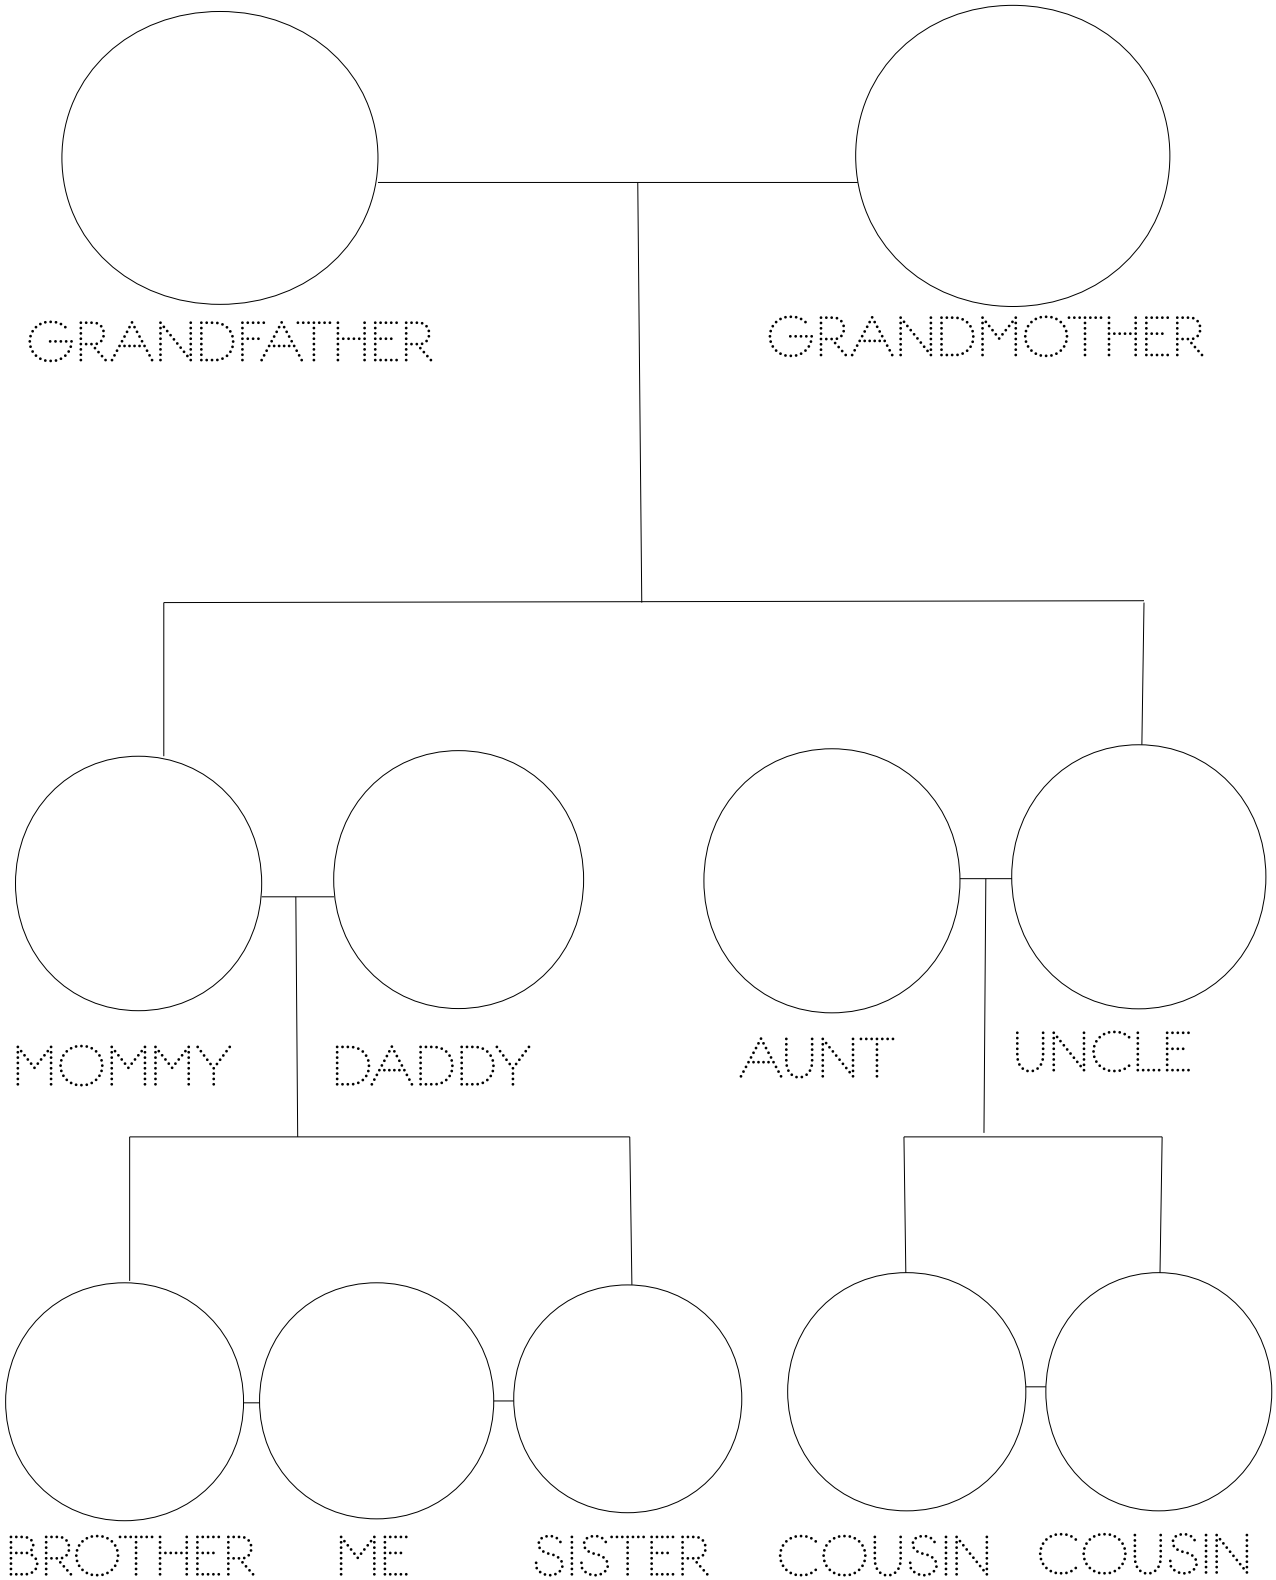 GRANDFATHER
GRANDMOTHER
MOMMY
DADDY
AUNT
UNCLE
BROTHER
ME
SISTER
COUSIN
COUSIN